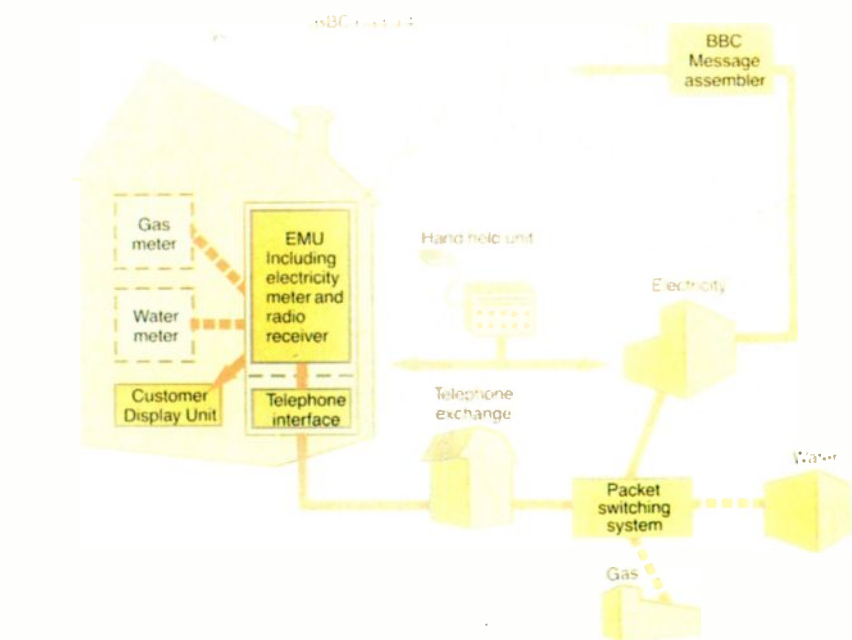 BBC
Message
assembler
Gas
meter
EMU
Including
electricity
meter and
radio
receiver
Water
meter
Customer
Display Unit
Telephone
interface
Hand held unit
Electricity
Telephone
exchange
Packet
switching
system
Water
Gas